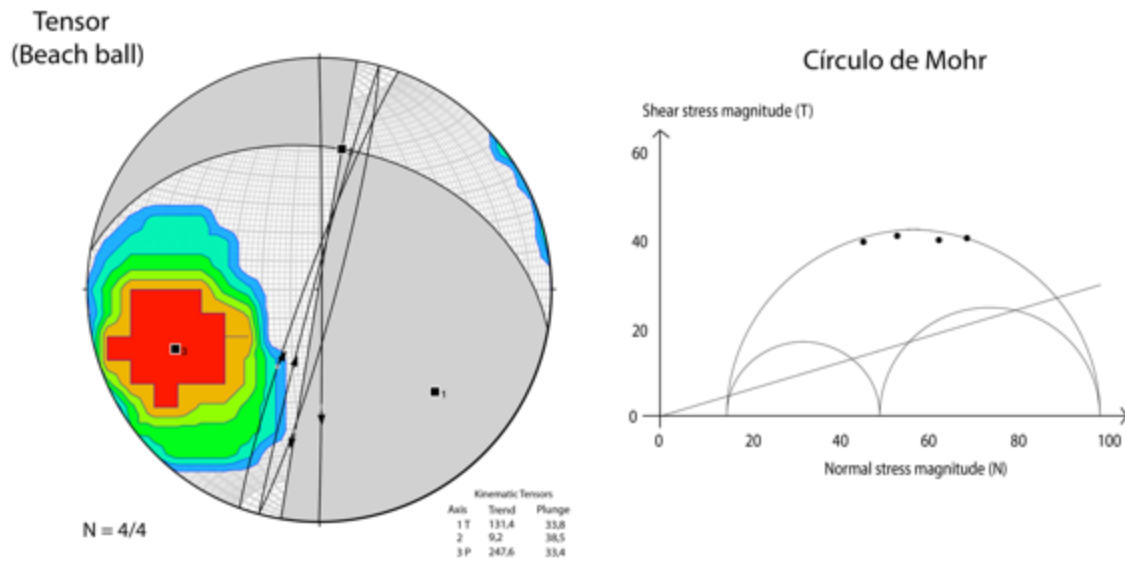 Tensor
(Beach ball)
3
1
N = 4/4
Kinematic Tensors
Axis Trend Plunge
1 T 131,4 33,8
2 9,2 38,5
3 P 247,6 33,4
Círculo de Mohr
Shear stress magnitude (T)
60
40
20
0
0 20 40 60 80 100
Normal stress magnitude (N)